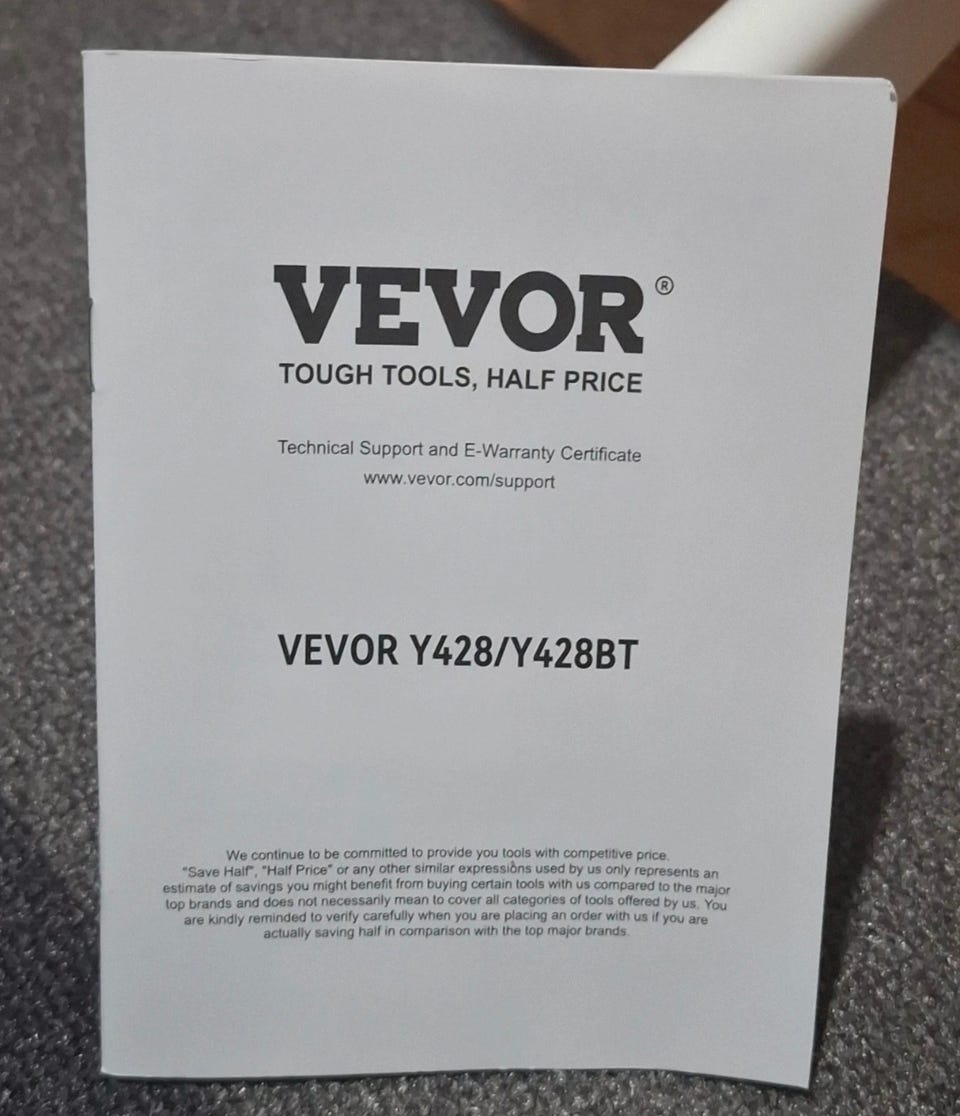 VEVOR®
TOUGH TOOLS, HALF PRICE
Technical Support and E-Warranty Certificate
www.vevor.com/support
VEVOR Y428/Y428BT
We continue to be committed to provide you tools with competitive price.
"Save Half", "Half Price" or any other similar expressions used by us only represents an
estimate of savings you might benefit from buying certain tools with us compared to the major
top brands and does not necessarily mean to cover all categories of tools offered by us. You
are kindly reminded to verify carefully when you are placing an order with us if you are
actually saving half in comparison with the top major brands.